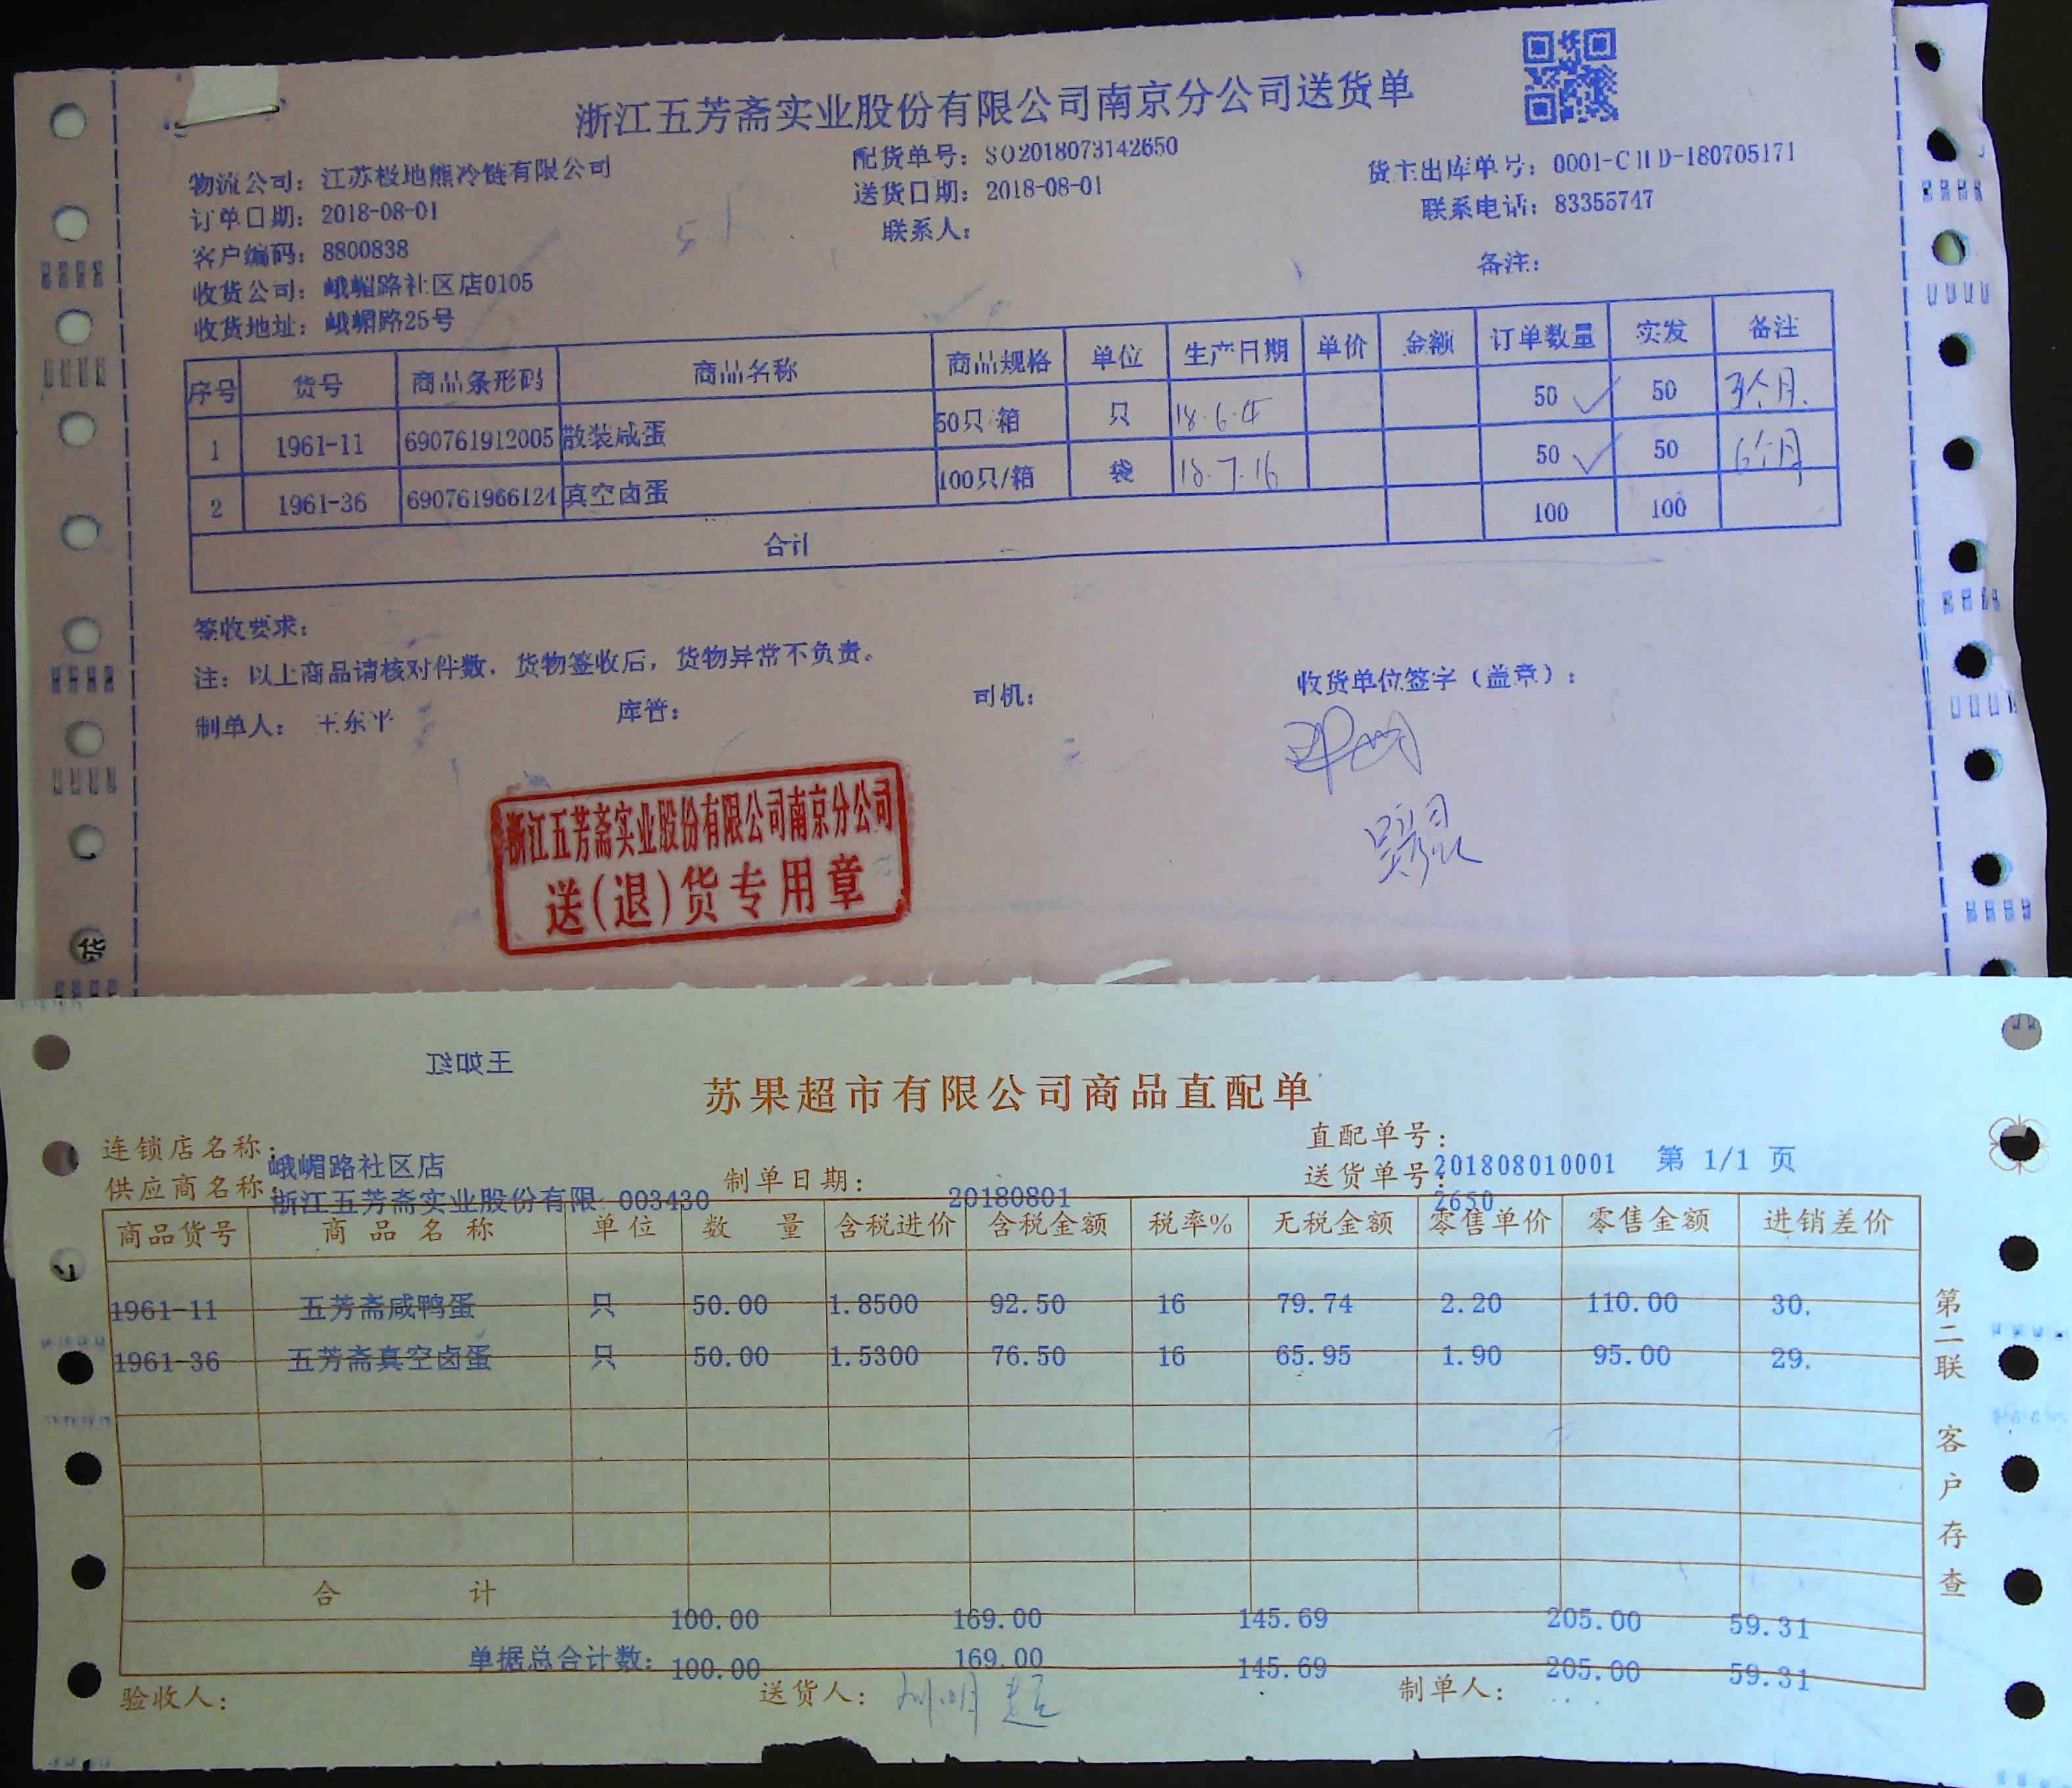 浙江五芳斋实业股份有限公司南京分公司送货单
物流公司：江苏极地熊冷链有限公司 配货单号：SO2018073142650 货主出库单号：0001-CHD-180705171
订单日期：2018-08-01 送货日期：2018-08-01 联系电话：83355747
客户编码：8800838 联系人：
收货公司：峨嵋路社区店0105 备注：
收货地址：峨嵋路25号
序号 货号 商品条形码 商品名称 商品规格 单位 生产日期 单价 金额 订单数量 实发 备注
1 1961-11 690761912005 散装咸蛋 50只/箱 只 18.6.5 50 50 3个月.
2 1961-36 690761966124 真空卤蛋 100只/箱 袋 18.7.16 50 50 6个月
合计 100 100
签收要求：
注：以上商品请核对件数，货物签收后，货物异常不负责。
制单人：王东平 库管： 司机： 收货单位签字（盖章）：
浙江五芳斋实业股份有限公司南京分公司
送(退)货专用章
货
王如红
苏果超市有限公司商品直配单
连锁店名称：峨嵋路社区店 直配单号：201808010001 第 1/1 页
供应商名称：浙江五芳斋实业股份有限 003430 制单日期：20180801 送货单号：2650
商品货号 商品名称 单位 数量 含税进价 含税金额 税率% 无税金额 零售单价 零售金额 进销差价
1961-11 五芳斋咸鸭蛋 只 50.00 1.8500 92.50 16 79.74 2.20 110.00 30.
1961-36 五芳斋真空卤蛋 只 50.00 1.5300 76.50 16 65.95 1.90 95.00 29.
合计 100.00 169.00 145.69 205.00 59.31
单据总合计数：100.00 169.00 145.69 205.00 59.31
验收人： 送货人：刘明超 制单人：
第二联 客户存查